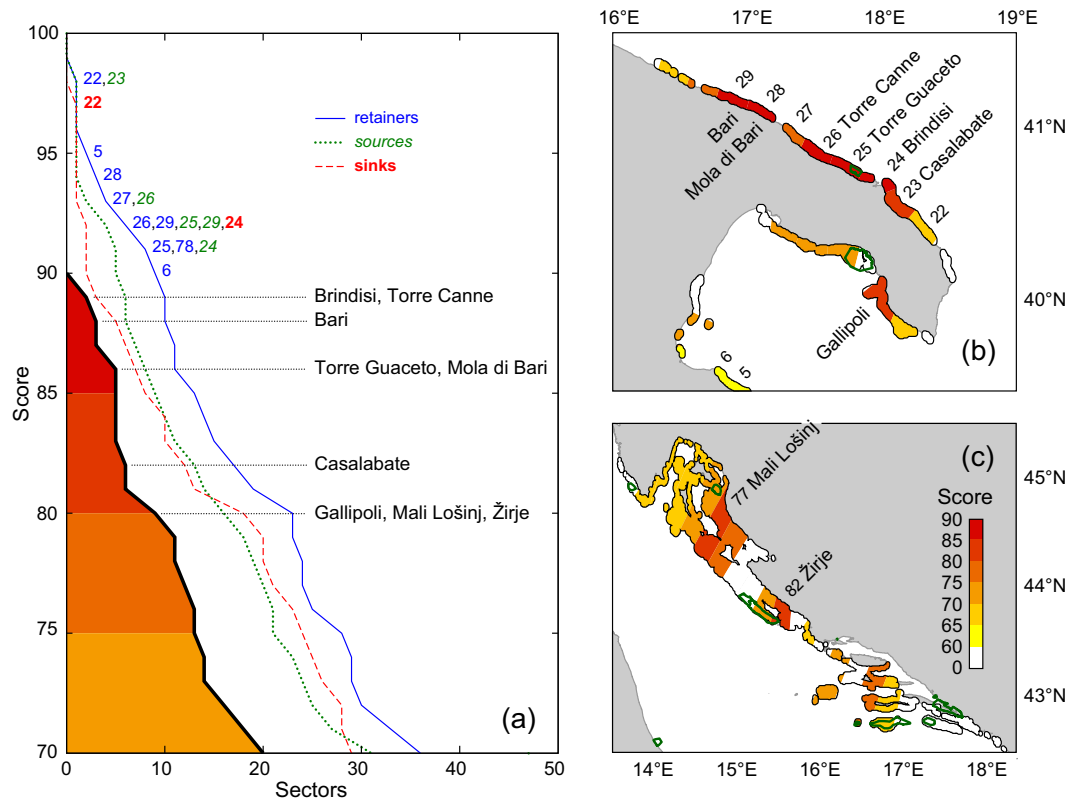 100
95
90
85
80
75
70
Score
0
10
20
30
40
50
Sectors
22,23
22
5
28
27,26
26,29,25,29,24
25,78,24
6
retainers
sources
sinks
Brindisi, Torre Canne
Bari
Torre Guaceto, Mola di Bari
Casalabate
Gallipoli, Mali Lošinj, Žirje
(a)
16°E
17°E
18°E
19°E
41°N
40°N
29
28
27
Bari
Mola di Bari
26 Torre Canne
25 Torre Guaceto
24 Brindisi
23 Casalabate
22
Gallipoli
6
5
(b)
(c)
77 Mali Lošinj
82 Žirje
Score
90
85
80
75
70
65
60
0
45°N
44°N
43°N
14°E
15°E
16°E
17°E
18°E